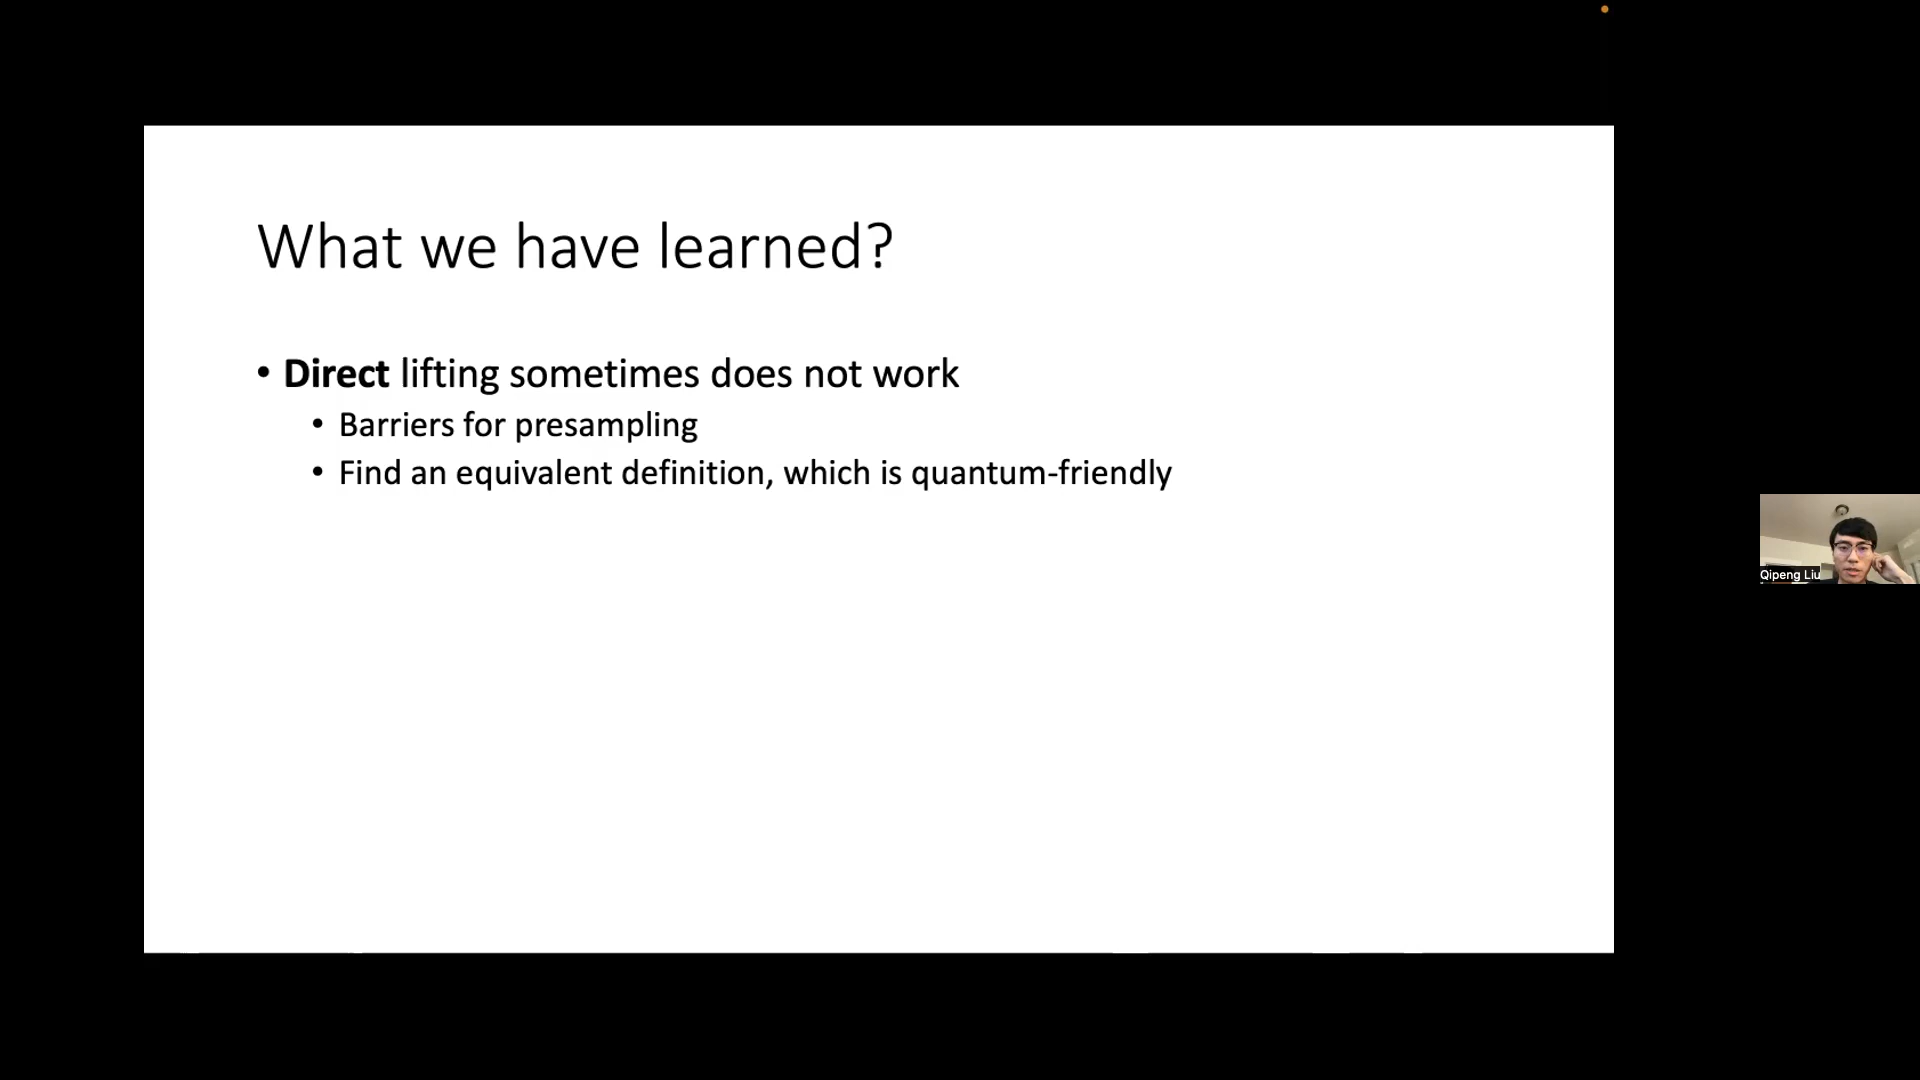 What we have learned?
• Direct lifting sometimes does not work
• Barriers for presampling
• Find an equivalent definition, which is quantum-friendly
Qipeng Liu